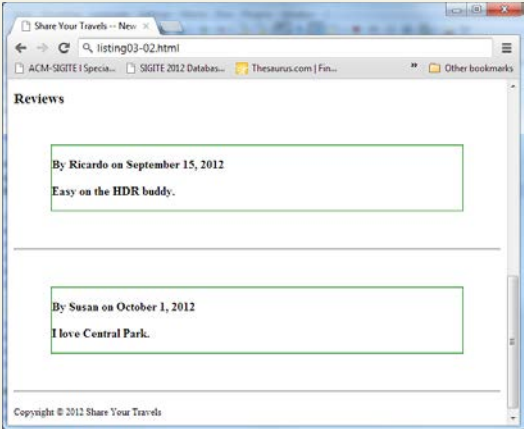 Share Your Travels -- New
listing03-02.html
ACM-SIGITE | Specia... SIGITE 2012 Databas... Thesaurus.com | Fin... » Other bookmarks
Reviews
By Ricardo on September 15, 2012
Easy on the HDR buddy.
By Susan on October 1, 2012
I love Central Park.
Copyright © 2012 Share Your Travels